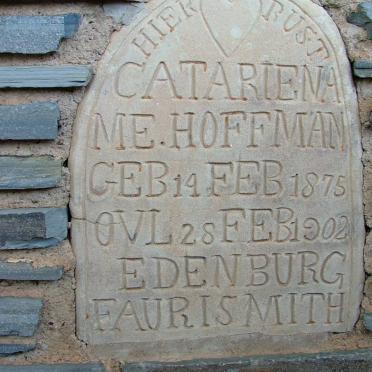 HIER RUST
CATARIENA
ME. HOFFMAN
GEB 14 FEB 1875
OVL 28 FEB 1902
EDENBURG
FAURISMITH